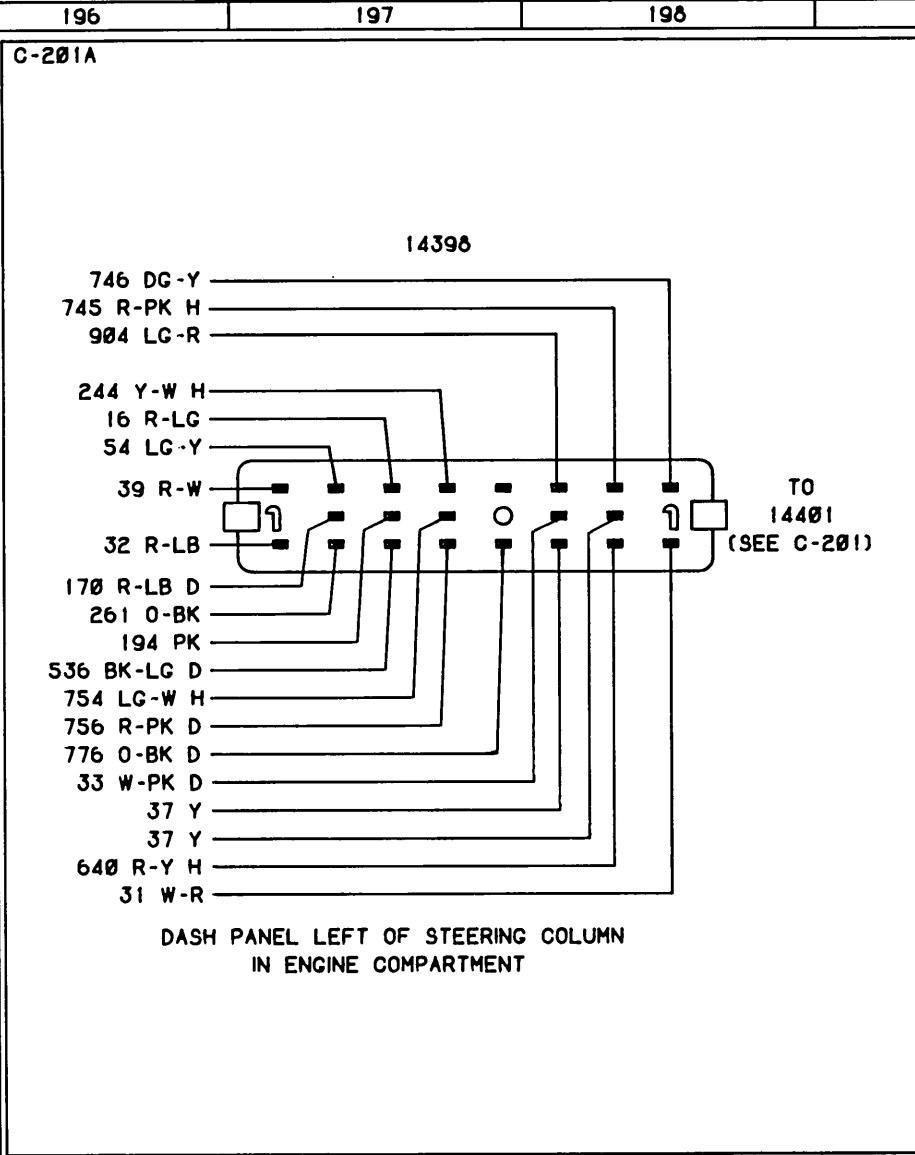 196 197 198
C-201A
14398
746 DG-Y
745 R-PK H
904 LG-R
244 Y-W H
16 R-LG
54 LG-Y
39 R-W
32 R-LB
TO
14401
(SEE C-201)
170 R-LB D
261 O-BK
194 PK
536 BK-LG D
754 LG-W H
756 R-PK D
776 O-BK D
33 W-PK D
37 Y
37 Y
640 R-Y H
31 W-R
DASH PANEL LEFT OF STEERING COLUMN
IN ENGINE COMPARTMENT